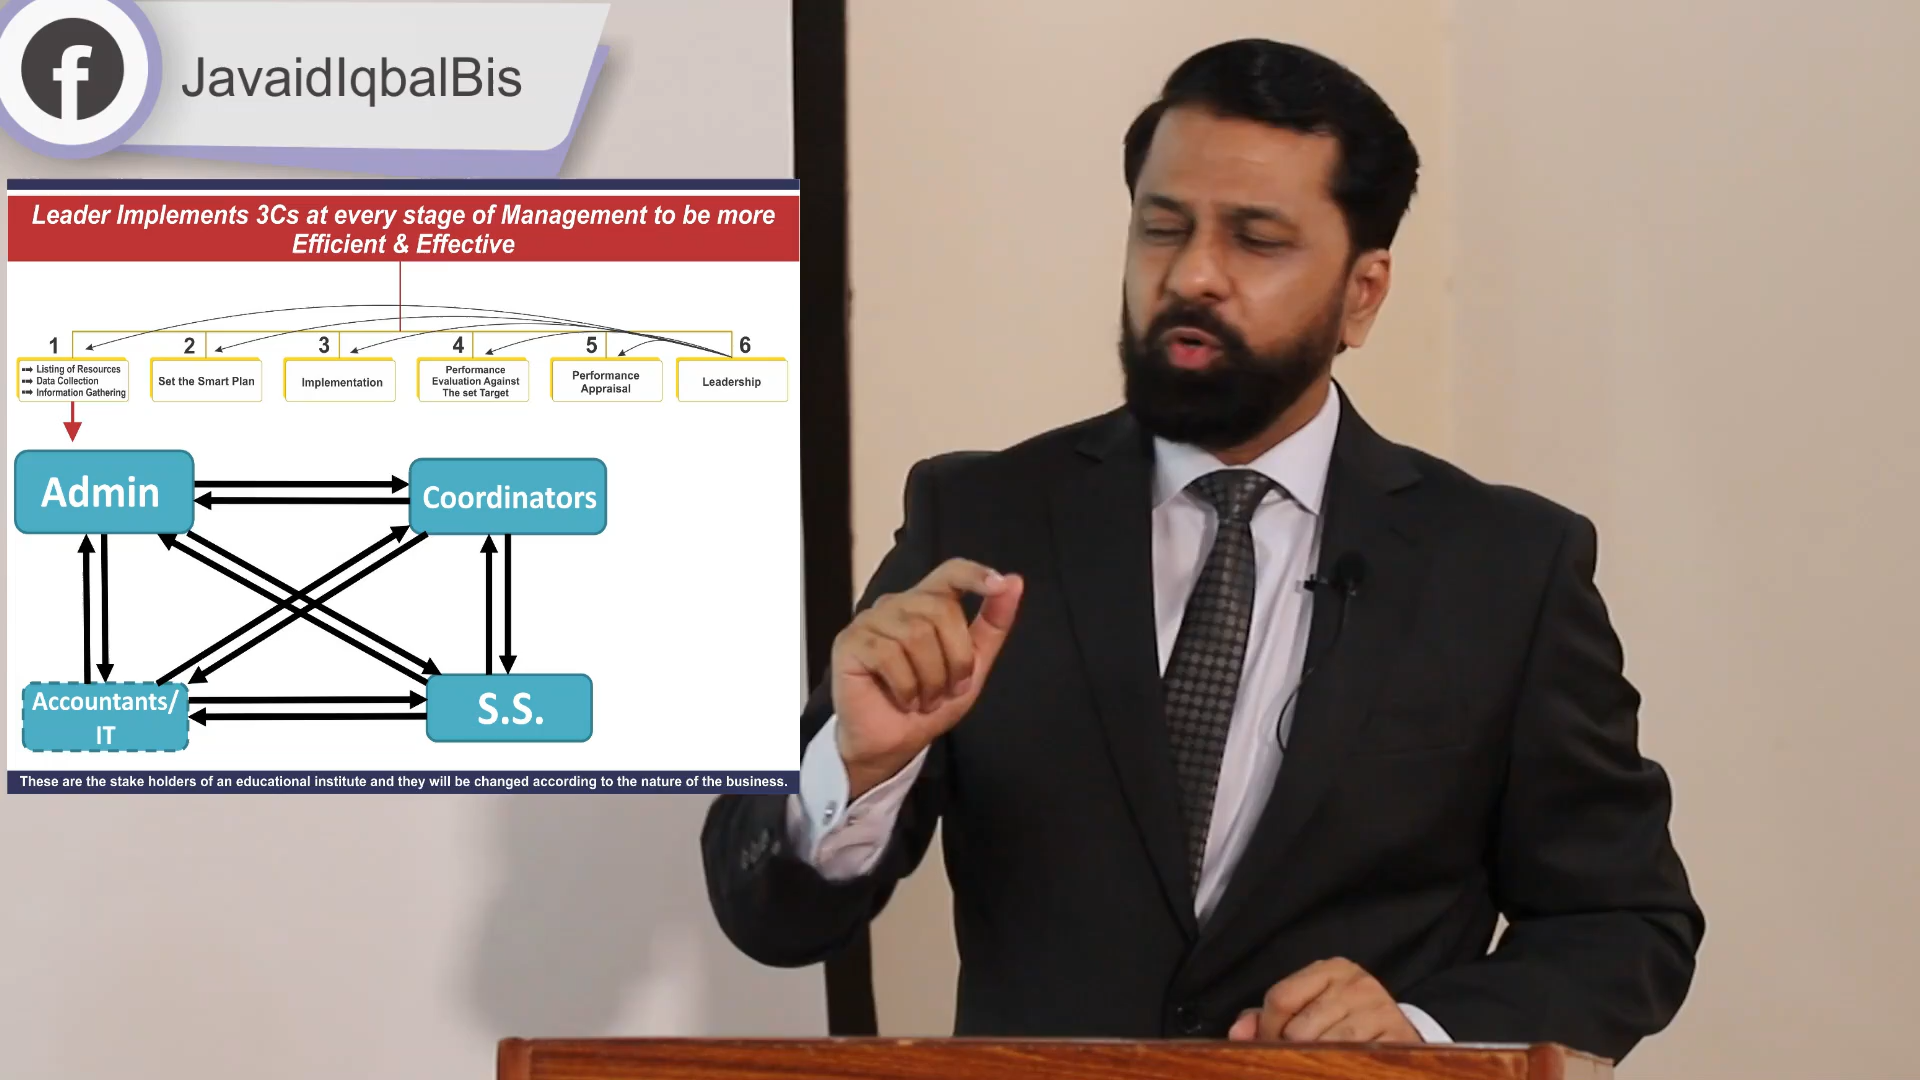 f
JavaidIqbalBis
Leader Implements 3Cs at every stage of Management to be more
Efficient & Effective
1
2
3
4
5
6
Listing of Resources
Data Collection
Information Gathering
Set the Smart Plan
Implementation
Performance
Evaluation Against
The set Target
Performance
Appraisal
Leadership
Admin
Coordinators
Accountants/
IT
S.S.
These are the stake holders of an educational institute and they will be changed according to the nature of the business.